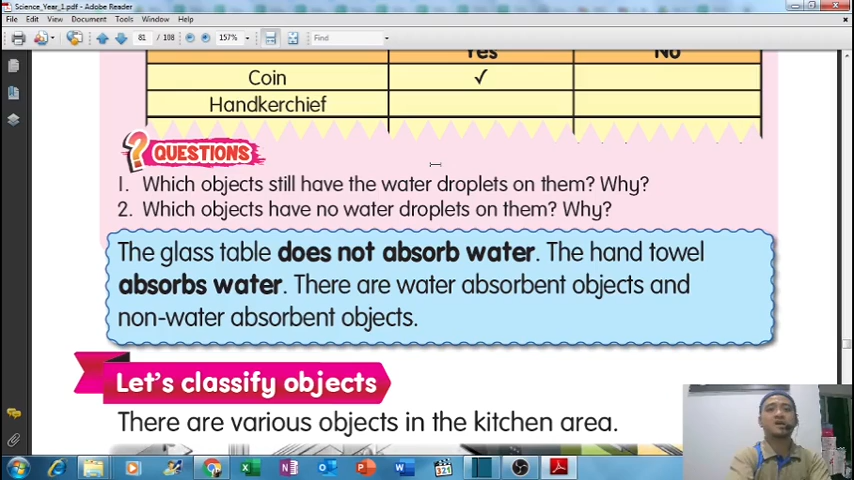 Science_Year_1.pdf - Adobe Reader
File Edit View Document Tools Window Help
81 / 108 157% Find
Yes No
Coin ✓
Handkerchief
? QUESTIONS
1. Which objects still have the water droplets on them? Why?
2. Which objects have no water droplets on them? Why?
The glass table does not absorb water. The hand towel
absorbs water. There are water absorbent objects and
non-water absorbent objects.
Let's classify objects
There are various objects in the kitchen area.
321